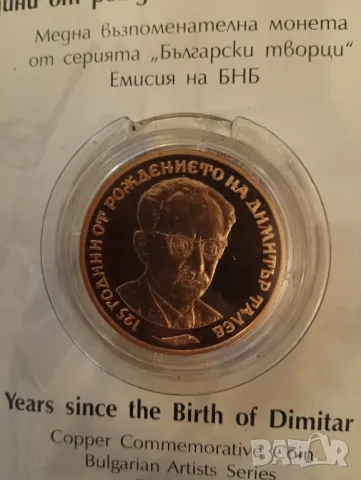 Медна възпоменателна монета
от серията „Български творци“
Емисия на БНБ
125 ГОДИНИ ОТ РОЖДЕНИЕТО НА ДИМИТЪР ТАЛЕВ
Years since the Birth of Dimitar
Copper Commemorative Coin
Bulgarian Artists Series
bazar